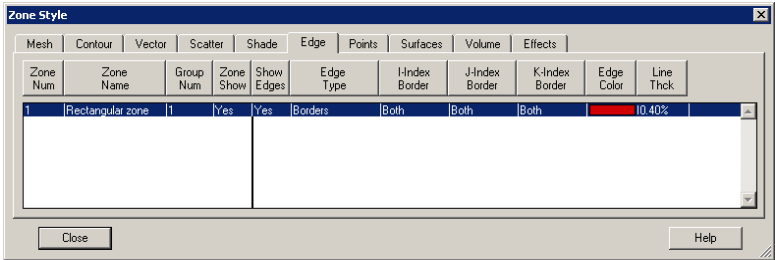 Zone Style
Mesh Contour Vector Scatter Shade Edge Points Surfaces Volume Effects
Zone Num Zone Name Group Num Zone Show Show Edges Edge Type I-Index Border J-Index Border K-Index Border Edge Color Line Thck
1 Rectangular zone 1 Yes Yes Borders Both Both Both 0.40%
Close Help